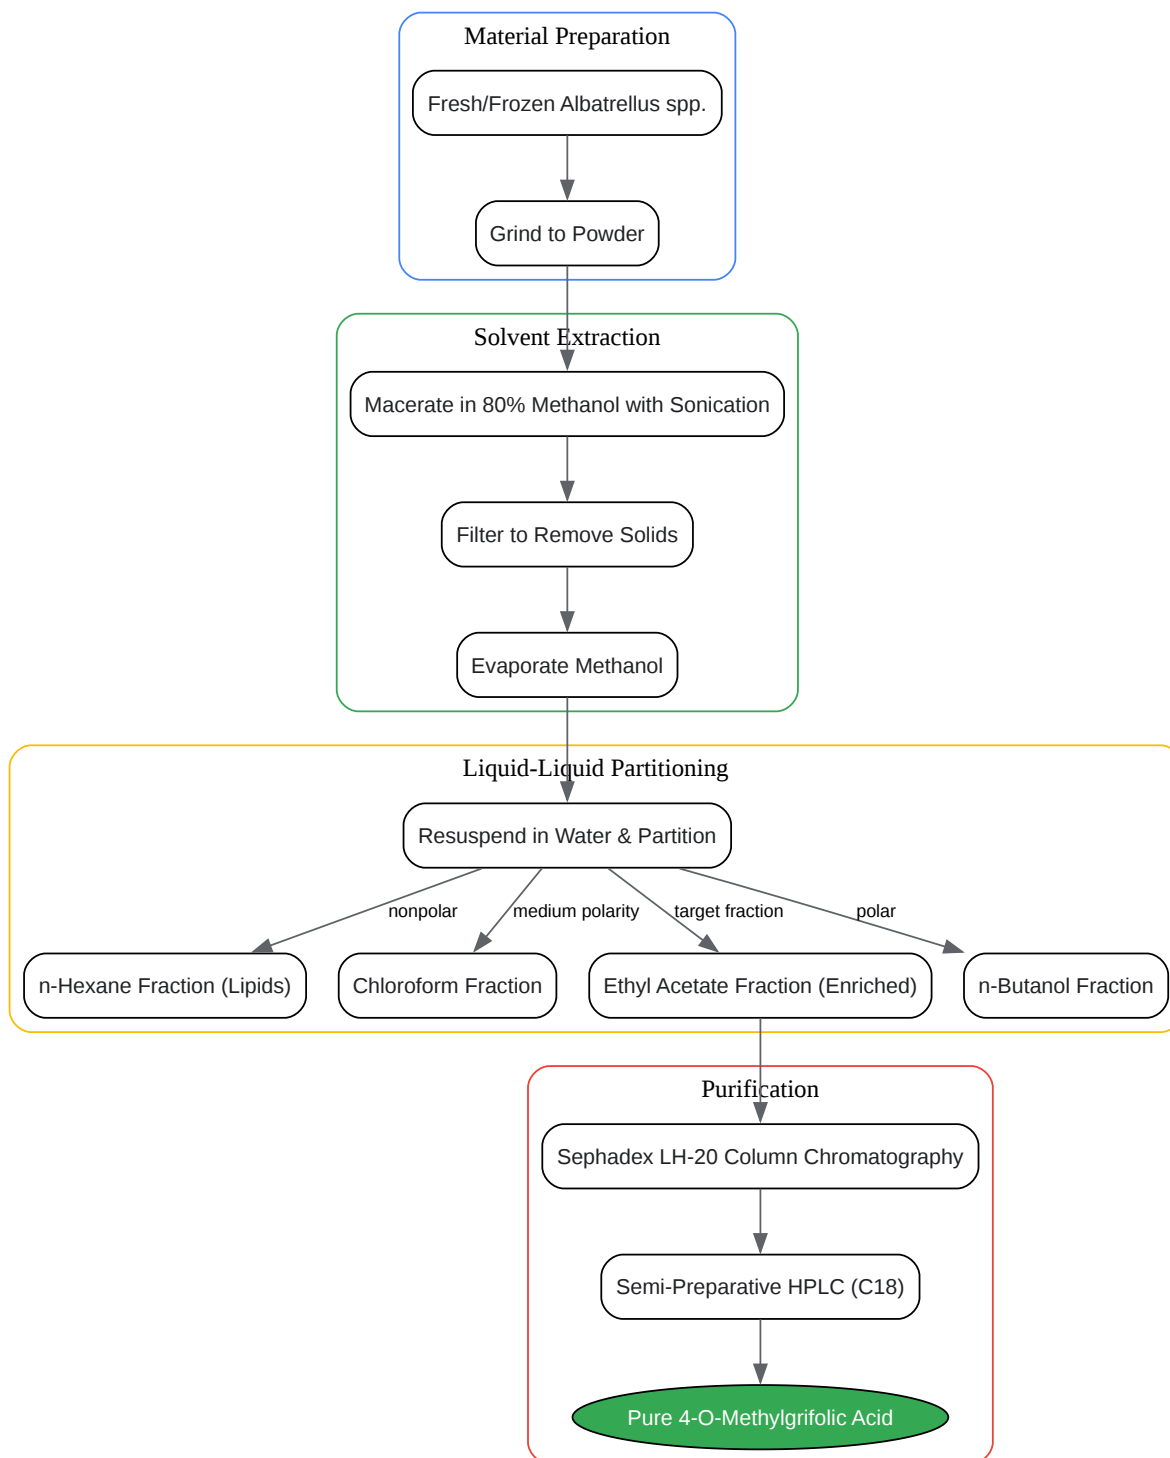 Material Preparation
Fresh/Frozen Albatrellus spp.
Grind to Powder
Solvent Extraction
Macerate in 80% Methanol with Sonication
Filter to Remove Solids
Evaporate Methanol
Liquid-Liquid Partitioning
Resuspend in Water & Partition
nonpolar
medium polarity
target fraction
polar
n-Hexane Fraction (Lipids)
Chloroform Fraction
Ethyl Acetate Fraction (Enriched)
n-Butanol Fraction
Purification
Sephadex LH-20 Column Chromatography
Semi-Preparative HPLC (C18)
Pure 4-O-Methylgrifolic Acid